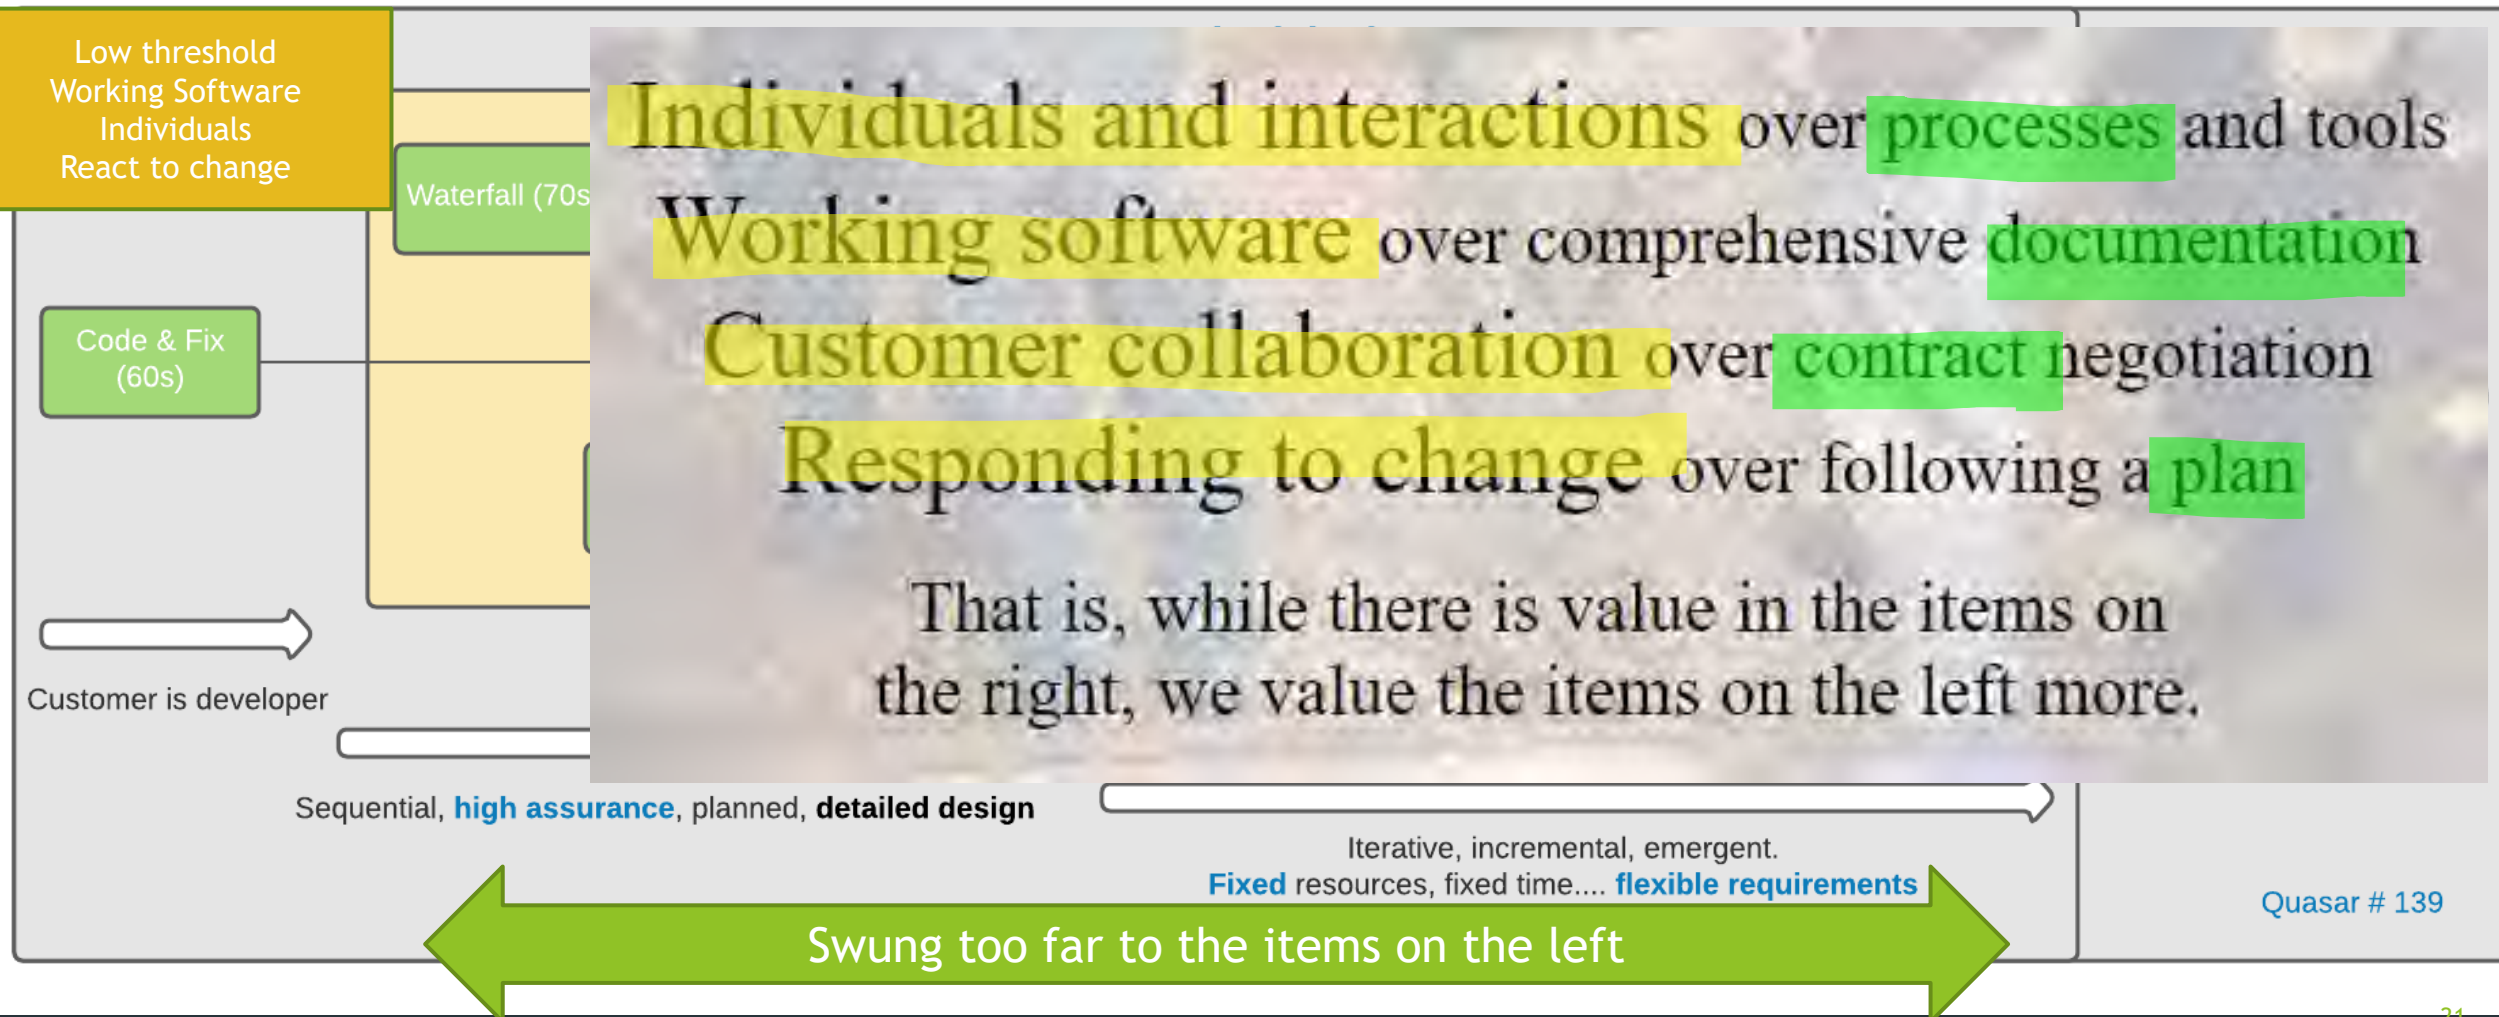 Low threshold
Working Software
Individuals
React to change
Waterfall (70s
Code & Fix
(60s)
Customer is developer
Individuals and interactions over processes and tools
Working software over comprehensive documentation
Customer collaboration over contract negotiation
Responding to change over following a plan
That is, while there is value in the items on
the right, we value the items on the left more.
Sequential, high assurance, planned, detailed design
Iterative, incremental, emergent.
Fixed resources, fixed time.... flexible requirements
Quasar # 139
Swung too far to the items on the left